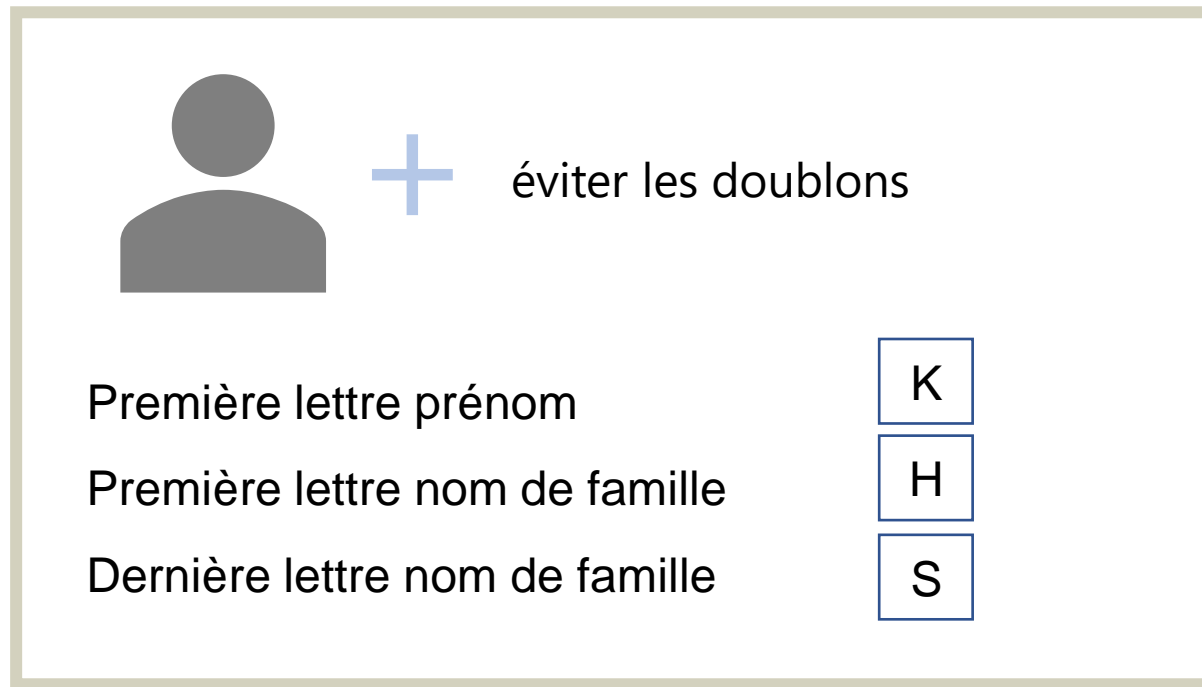 éviter les doublons
Première lettre prénom K
Première lettre nom de famille H
Dernière lettre nom de famille S